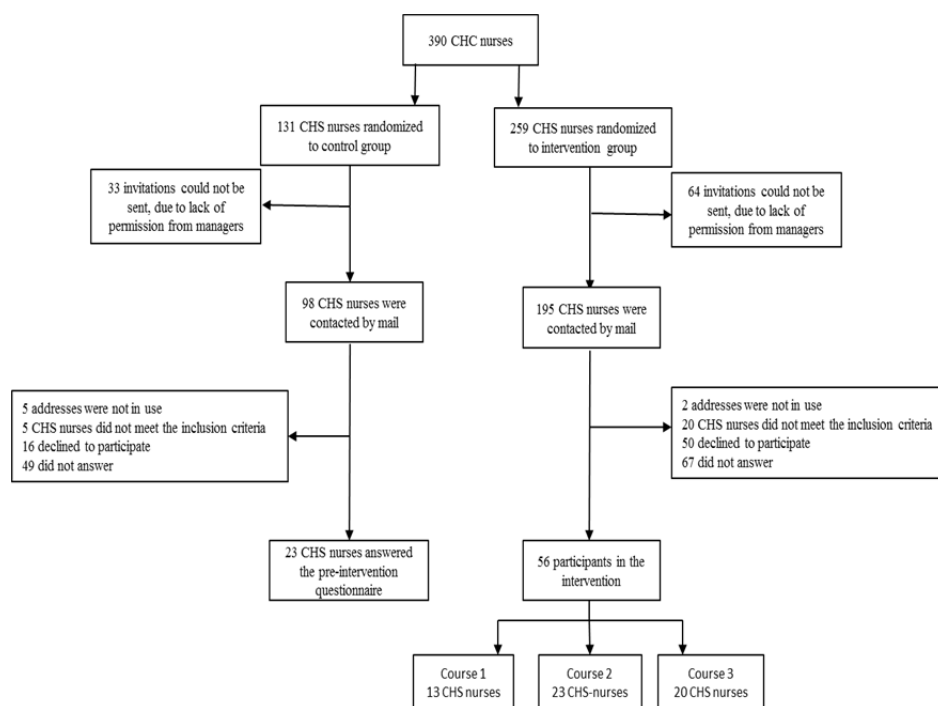 390 CHC nurses
131 CHS nurses randomized
to control group
259 CHS nurses randomized
to intervention group
33 invitations could not be
sent, due to lack of
permission from managers
64 invitations could not be
sent, due to lack of
permission from managers
98 CHS nurses were
contacted by mail
195 CHS nurses were
contacted by mail
5 addresses were not in use
5 CHS nurses did not meet the inclusion criteria
16 declined to participate
49 did not answer
2 addresses were not in use
20 CHS nurses did not meet the inclusion criteria
50 declined to participate
67 did not answer
23 CHS nurses answered
the pre-intervention
questionnaire
56 participants in the
intervention
Course 1
13 CHS nurses
Course 2
23 CHS-nurses
Course 3
20 CHS nurses